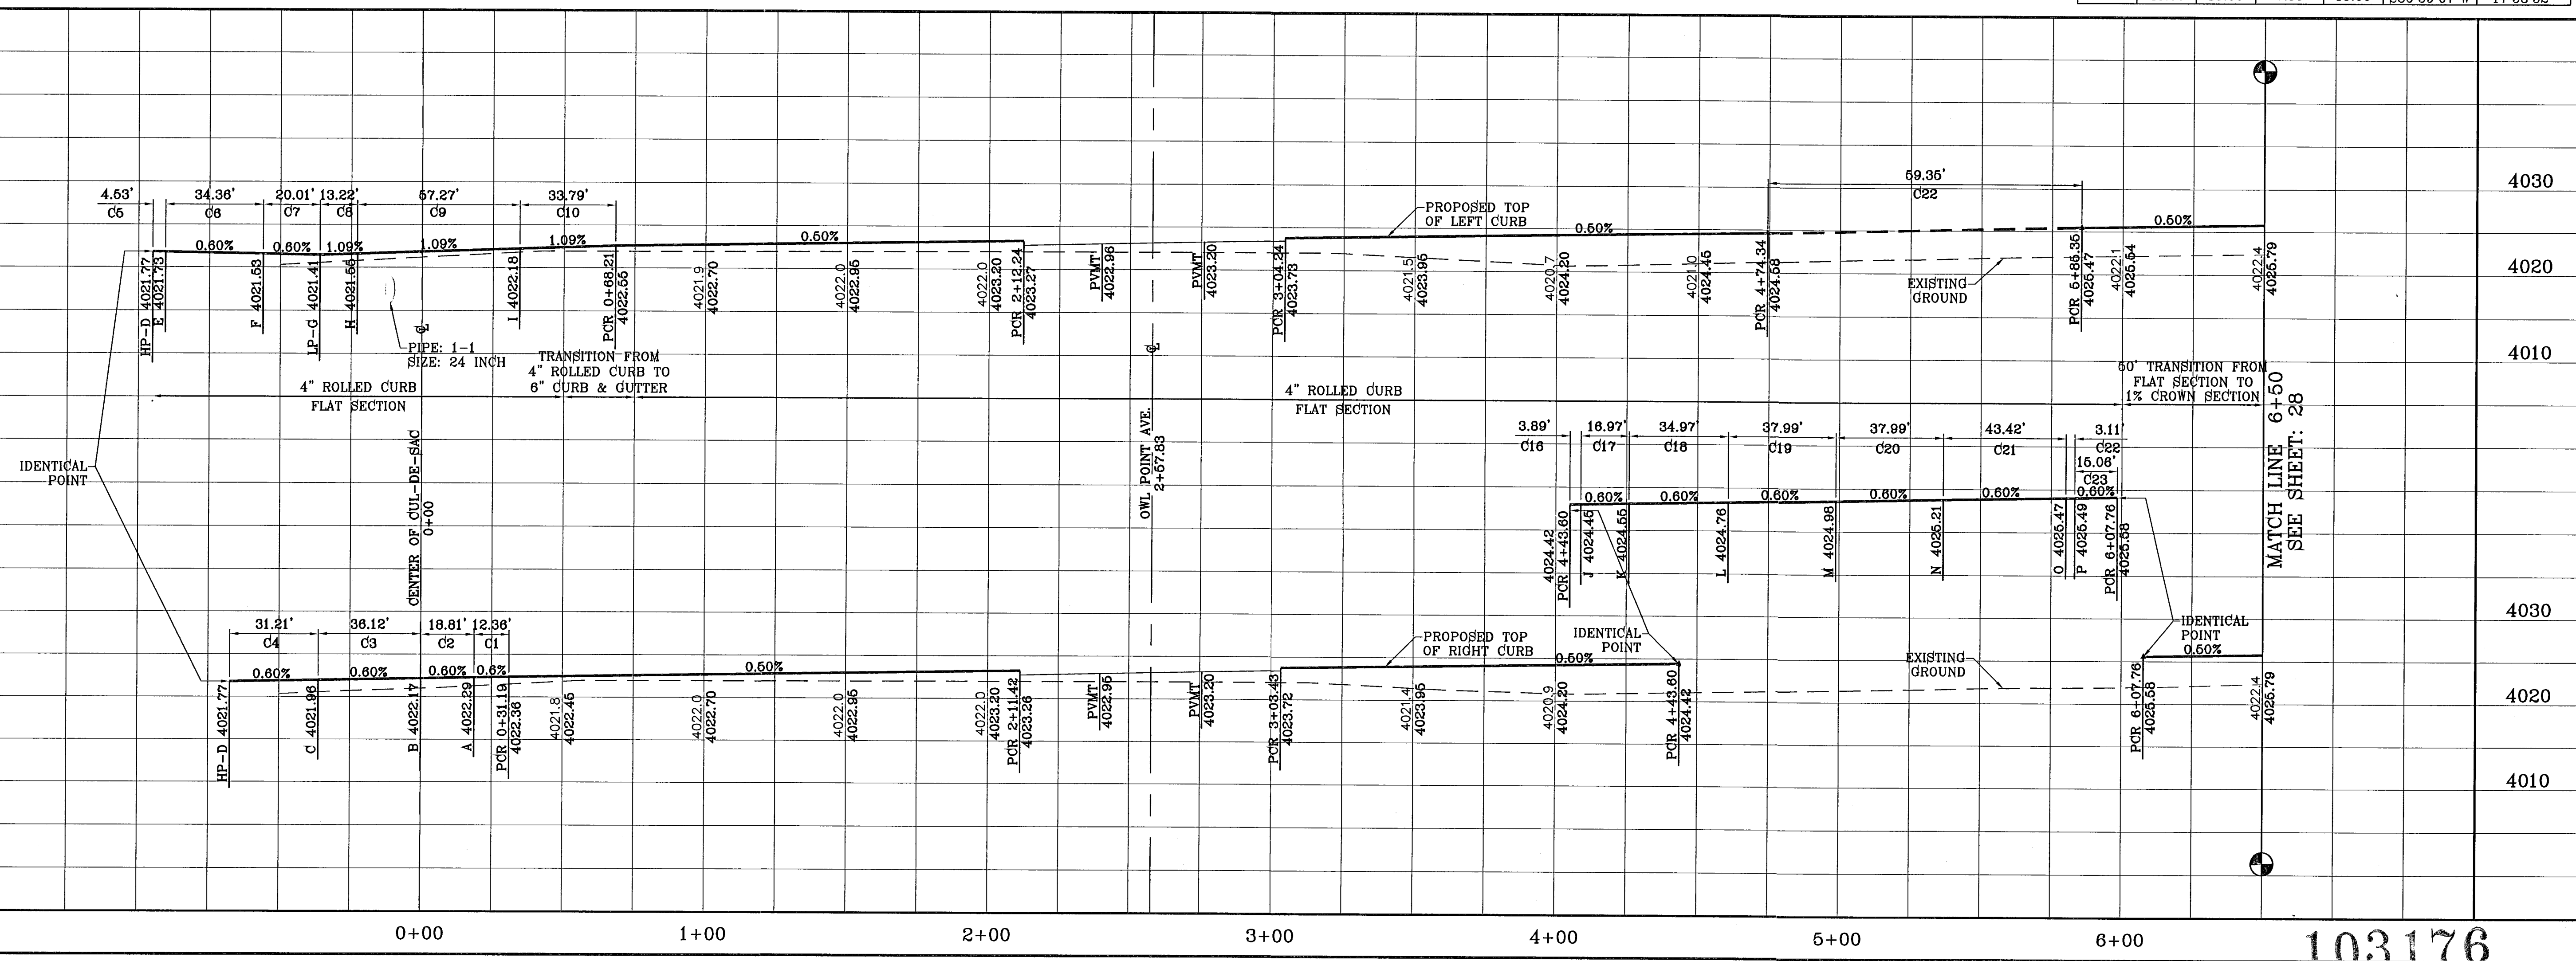 4030
4.53'
C5
34.36'
C6
20.01'
C7
13.22'
C8
57.27'
C9
33.79'
C10
59.35'
C22
0.60%
0.60%
1.09%
1.09%
1.09%
0.50%
PROPOSED TOP
OF LEFT CURB
0.50%
0.50%
HP-D 4021.77
E 4021.73
F 4021.53
LP-G 4021.41
H 4021.55
I 4022.18
PCR 0+68.21
4022.55
4021.9
4022.70
4022.0
4022.95
4022.0
4023.20
PCR 2+12.24
4023.27
PVMT
4022.96
PVMT
4023.20
PCR 3+04.24
4023.73
4021.5
4023.95
4020.7
4024.20
4021.0
4024.45
PCR 4+74.34
4024.58
EXISTING
GROUND
PCR 5+85.35
4025.47
4022.1
4025.54
4022.4
4025.79
4020
PIPE: 1-1
SIZE: 24 INCH
TRANSITION FROM
4" ROLLED CURB TO
6" CURB & GUTTER
4010
4" ROLLED CURB
FLAT SECTION
4" ROLLED CURB
FLAT SECTION
50' TRANSITION FROM
FLAT SECTION TO
1% CROWN SECTION
MATCH LINE 6+50
SEE SHEET: 28
OWL POINT AVE.
2+57.83
CENTER OF CUL-DE-SAC
0+00
IDENTICAL
POINT
3.89'
C16
16.97'
C17
34.97'
C18
37.99'
C19
37.99'
C20
43.42'
C21
3.11'
C22
15.06'
C23
0.60%
0.60%
0.60%
0.60%
0.60%
0.60%
4024.42
PCR 4+43.60
J 4024.45
K 4024.55
L 4024.76
M 4024.98
N 4025.21
O 4025.47
P 4025.49
PCR 6+07.76
4025.58
4030
31.21'
C4
36.12'
C3
18.81'
C2
12.36'
C1
0.60%
0.60%
0.60%
0.6%
0.50%
PROPOSED TOP
OF RIGHT CURB
IDENTICAL
POINT
0.50%
EXISTING
GROUND
IDENTICAL
POINT
0.50%
HP-D 4021.77
C 4021.96
B 4022.17
A 4022.29
PCR 0+31.19
4022.36
4021.8
4022.45
4022.0
4022.70
4022.0
4022.95
4022.0
4023.20
PCR 2+11.42
4023.26
PVMT
4022.95
PVMT
4023.20
PCR 3+03.43
4023.72
4021.4
4023.95
4020.9
4024.20
PCR 4+43.60
4024.42
PCR 6+07.76
4025.58
4022.4
4025.79
4020
4010
0+00
1+00
2+00
3+00
4+00
5+00
6+00
103176